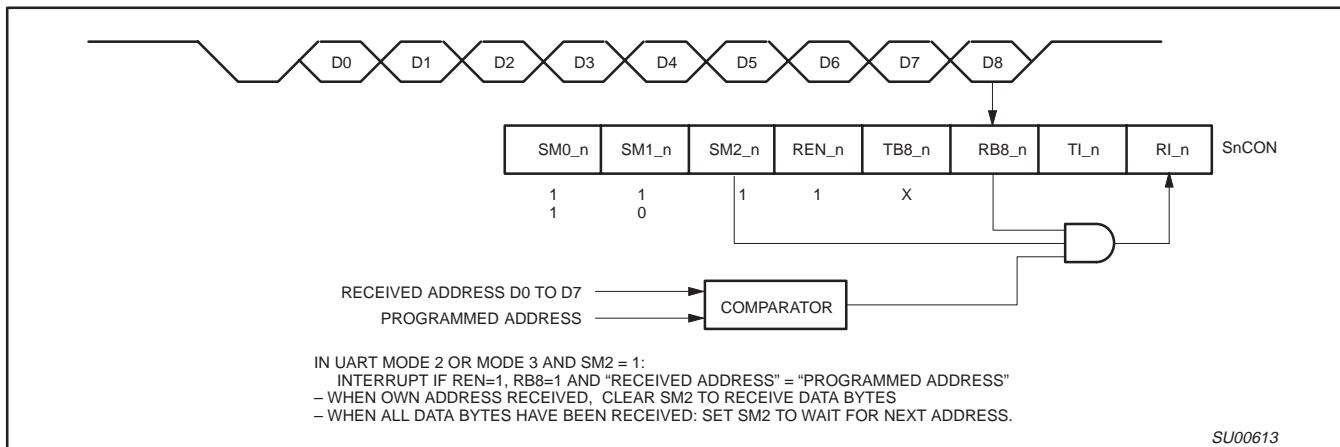 D0 D1 D2 D3 D4 D5 D6 D7 D8
SM0_n SM1_n SM2_n REN_n TB8_n RB8_n TI_n RI_n SnCON
1 1 1 1 X
1 0
RECEIVED ADDRESS D0 TO D7
PROGRAMMED ADDRESS
COMPARATOR
IN UART MODE 2 OR MODE 3 AND SM2 = 1:
INTERRUPT IF REN=1, RB8=1 AND “RECEIVED ADDRESS” = “PROGRAMMED ADDRESS”
– WHEN OWN ADDRESS RECEIVED, CLEAR SM2 TO RECEIVE DATA BYTES
– WHEN ALL DATA BYTES HAVE BEEN RECEIVED: SET SM2 TO WAIT FOR NEXT ADDRESS.
SU00613